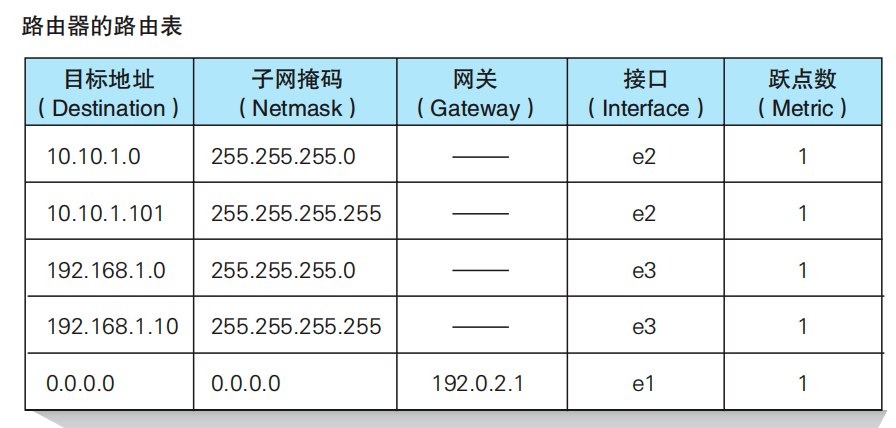 路由器的路由表
目标地址 子网掩码 网关 接口 跃点数
（Destination） （Netmask） （Gateway） （Interface） （Metric）
10.10.1.0 255.255.255.0 —— e2 1
10.10.1.101 255.255.255.255 —— e2 1
192.168.1.0 255.255.255.0 —— e3 1
192.168.1.10 255.255.255.255 —— e3 1
0.0.0.0 0.0.0.0 192.0.2.1 e1 1